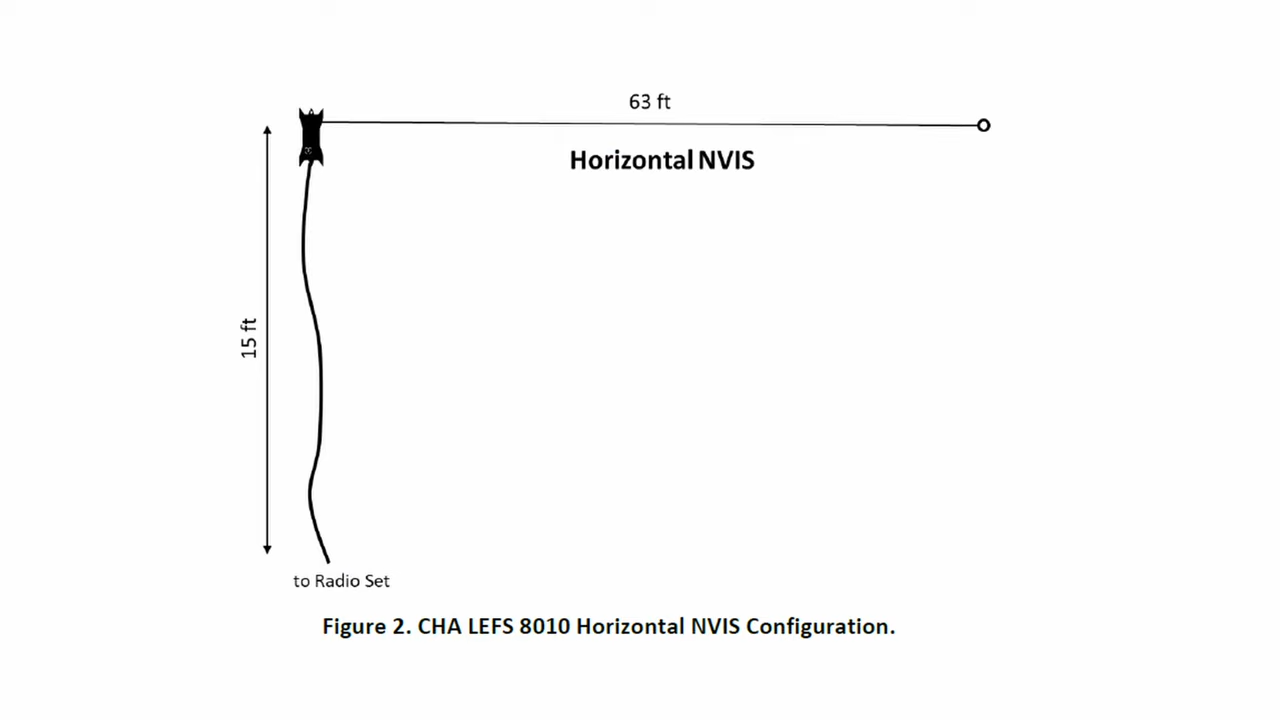 63 ft
Horizontal NVIS
15 ft
to Radio Set
Figure 2. CHA LEFS 8010 Horizontal NVIS Configuration.